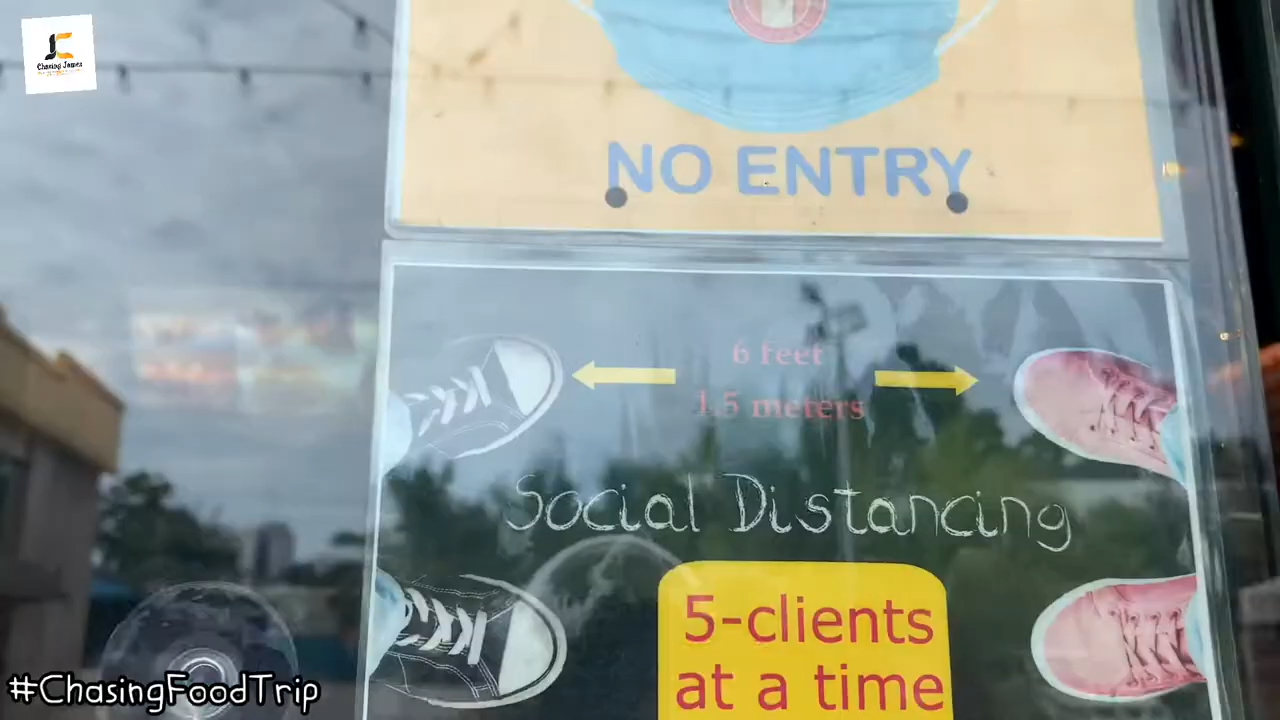 Chasing James
NO ENTRY
6 feet
1.5 meters
Social Distancing
5-clients
at a time
#ChasingFoodTrip